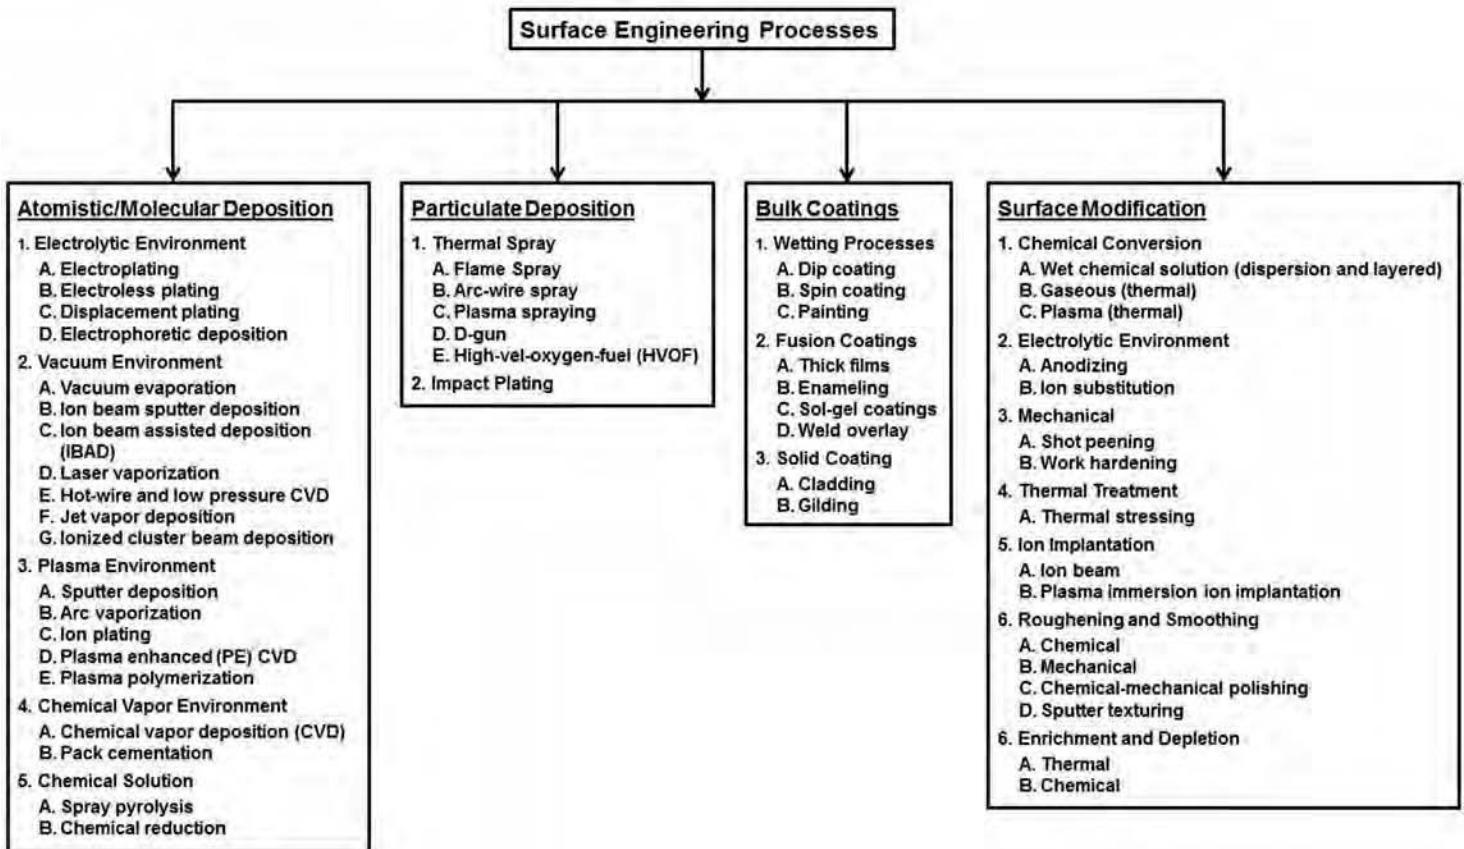 Surface Engineering Processes
Atomistic/Molecular Deposition
1. Electrolytic Environment
A. Electroplating
B. Electroless plating
C. Displacement plating
D. Electrophoretic deposition
2. Vacuum Environment
A. Vacuum evaporation
B. Ion beam sputter deposition
C. Ion beam assisted deposition
(IBAD)
D. Laser vaporization
E. Hot-wire and low pressure CVD
F. Jet vapor deposition
G. Ionized cluster beam deposition
3. Plasma Environment
A. Sputter deposition
B. Arc vaporization
C. Ion plating
D. Plasma enhanced (PE) CVD
E. Plasma polymerization
4. Chemical Vapor Environment
A. Chemical vapor deposition (CVD)
B. Pack cementation
5. Chemical Solution
A. Spray pyrolysis
B. Chemical reduction
Particulate Deposition
1. Thermal Spray
A. Flame Spray
B. Arc-wire spray
C. Plasma spraying
D. D-gun
E. High-vel-oxygen-fuel (HVOF)
2. Impact Plating
Bulk Coatings
1. Wetting Processes
A. Dip coating
B. Spin coating
C. Painting
2. Fusion Coatings
A. Thick films
B. Enameling
C. Sol-gel coatings
D. Weld overlay
3. Solid Coating
A. Cladding
B. Gilding
Surface Modification
1. Chemical Conversion
A. Wet chemical solution (dispersion and layered)
B. Gaseous (thermal)
C. Plasma (thermal)
2. Electrolytic Environment
A. Anodizing
B. Ion substitution
3. Mechanical
A. Shot peening
B. Work hardening
4. Thermal Treatment
A. Thermal stressing
5. Ion Implantation
A. Ion beam
B. Plasma immersion ion implantation
6. Roughening and Smoothing
A. Chemical
B. Mechanical
C. Chemical-mechanical polishing
D. Sputter texturing
6. Enrichment and Depletion
A. Thermal
B. Chemical